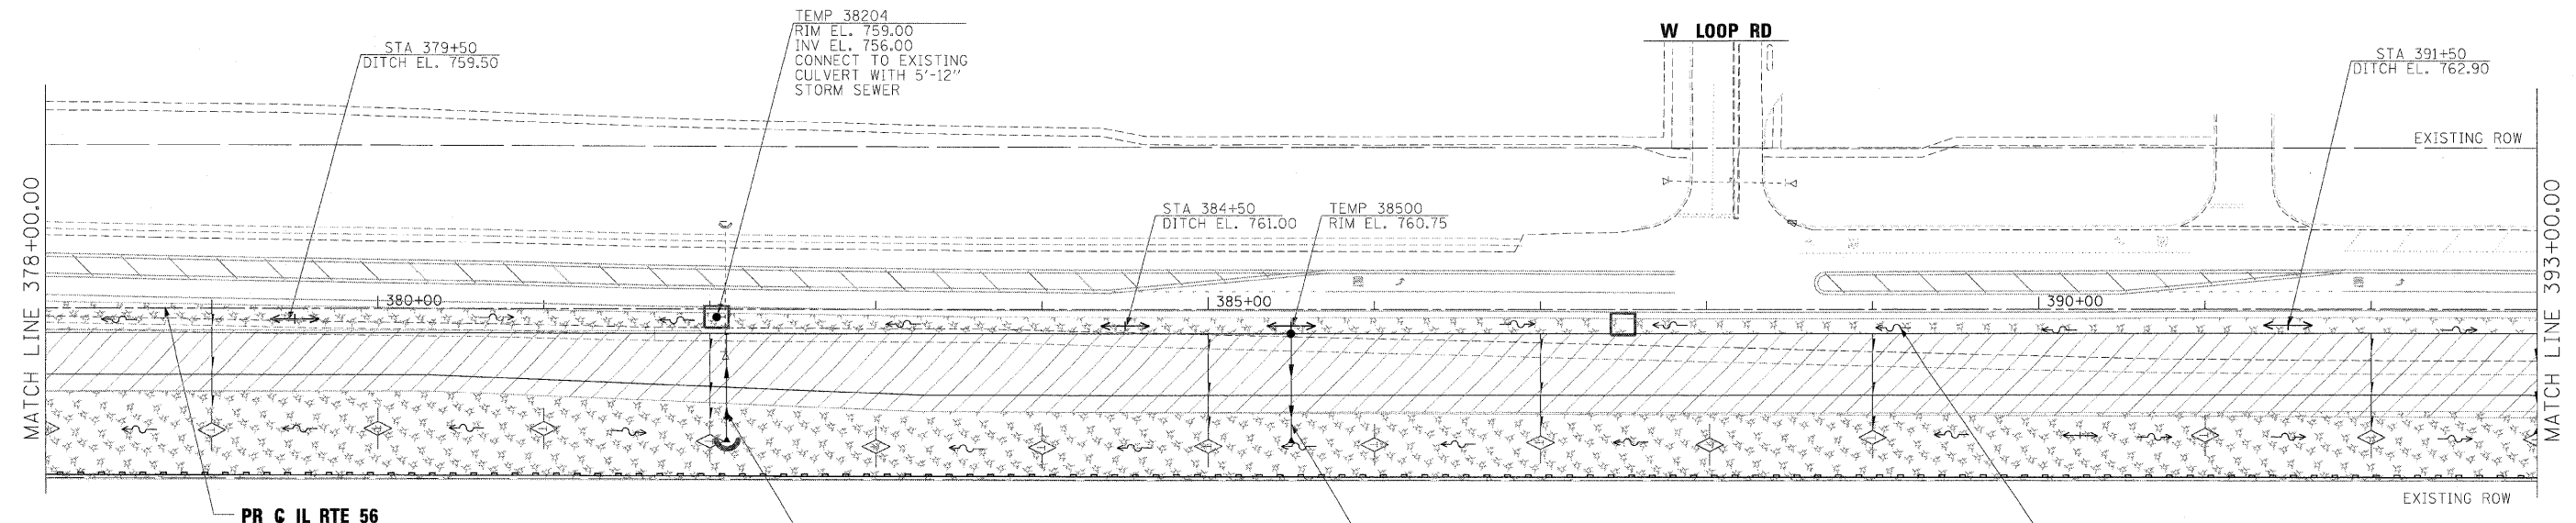 TEMP 38204
RIM EL. 759.00
INV EL. 756.00
CONNECT TO EXISTING
CULVERT WITH 5'-12"
STORM SEWER
W LOOP RD
STA 379+50
DITCH EL. 759.50
STA 391+50
DITCH EL. 762.90
EXISTING ROW
MATCH LINE 378+00.00
STA 384+50
DITCH EL. 761.00
TEMP 38500
RIM EL. 760.75
MATCH LINE 393+00.00
380+00
385+00
390+00
EXISTING ROW
PR ℄ IL RTE 56